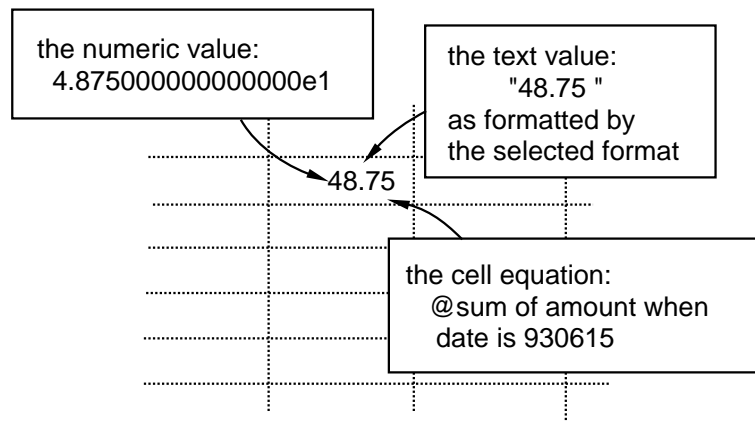 the numeric value:
4.875000000000000e1
the text value:
"48.75 "
as formatted by
the selected format
48.75
the cell equation:
@sum of amount when
date is 930615